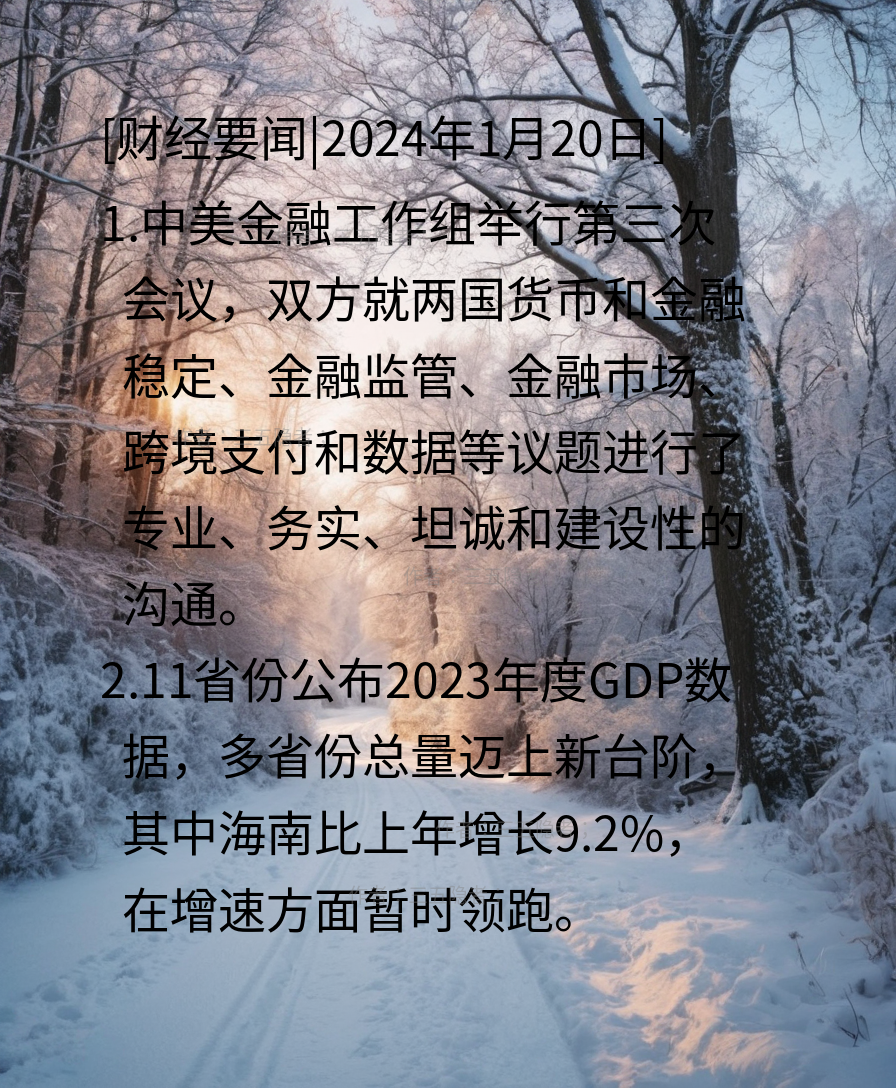 [财经要闻|2024年1月20日]
1.中美金融工作组举行第三次
会议，双方就两国货币和金融
稳定、金融监管、金融市场、
跨境支付和数据等议题进行了
专业、务实、坦诚和建设性的
沟通。
2.11省份公布2023年度GDP数
据，多省份总量迈上新台阶，
其中海南比上年增长9.2%，
在增速方面暂时领跑。